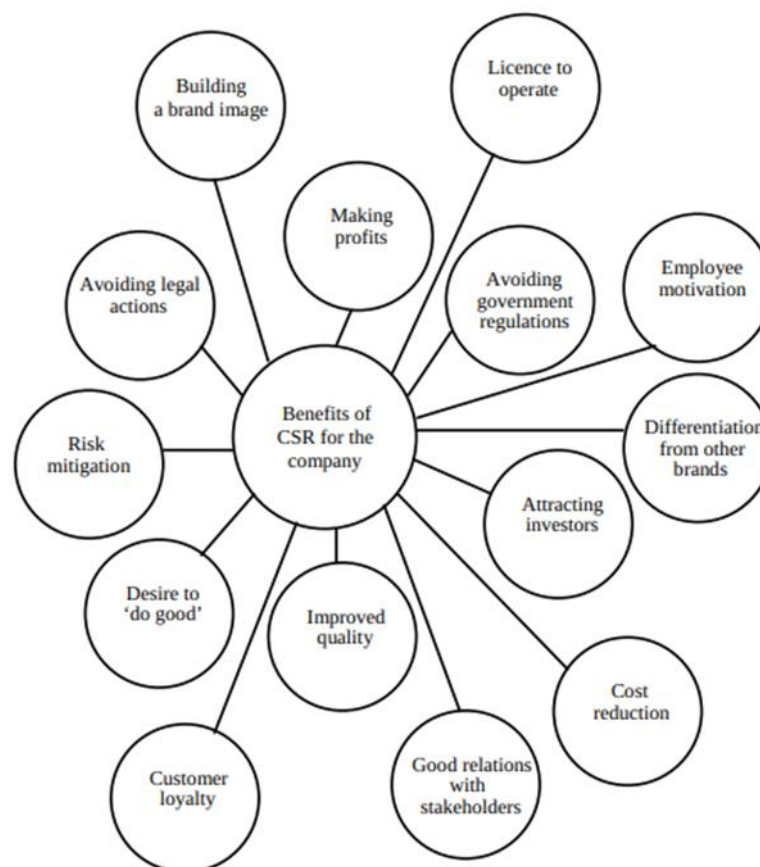 Building
a brand image
Licence to
operate
Making
profits
Avoiding legal
actions
Avoiding
government
regulations
Employee
motivation
Benefits of
CSR for the
company
Risk
mitigation
Differentiation
from other
brands
Attracting
investors
Desire to
‘do good’
Improved
quality
Cost
reduction
Customer
loyalty
Good relations
with
stakeholders